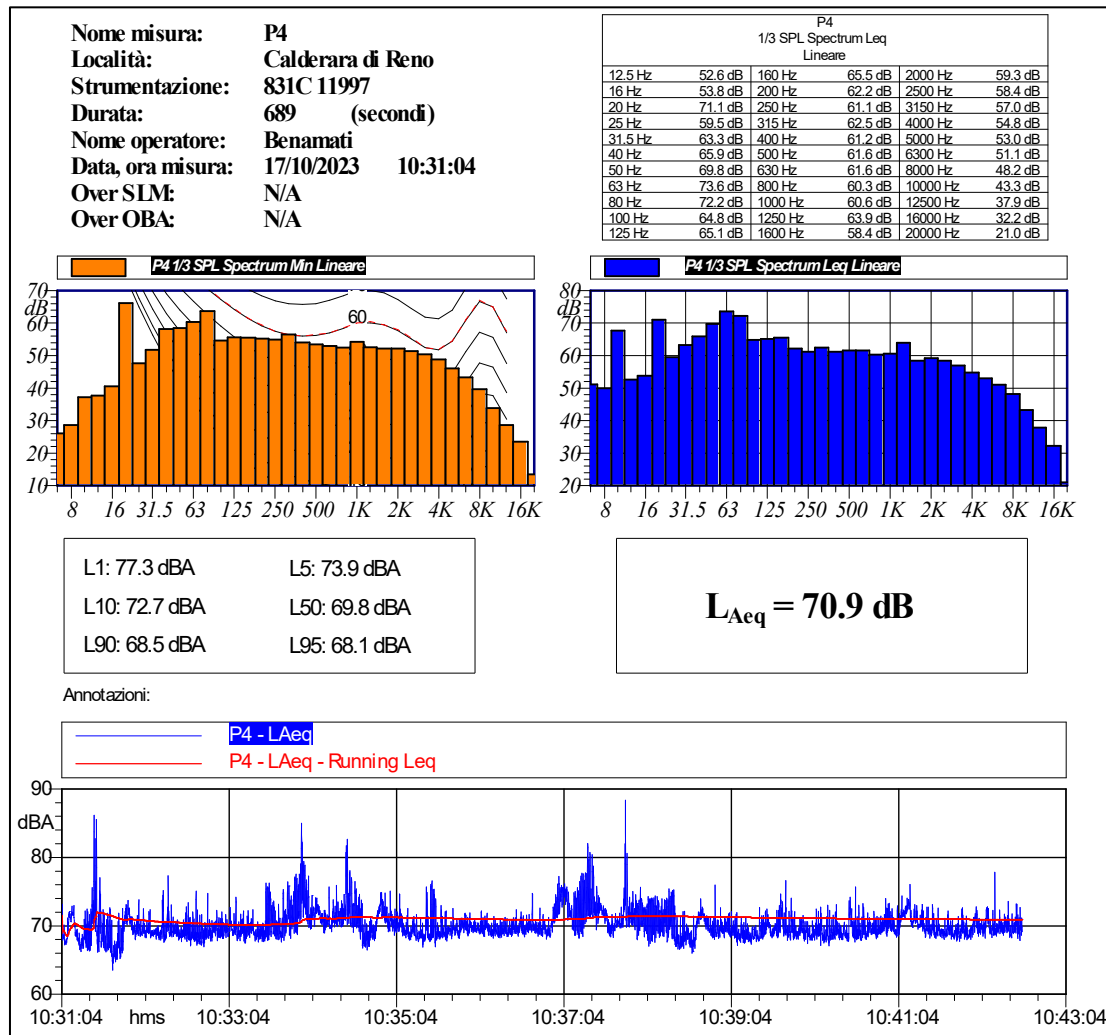 Nome misura: P4
Località: Calderara di Reno
Strumentazione: 831C 11997
Durata: 689 (secondi)
Nome operatore: Benamati
Data, ora misura: 17/10/2023 10:31:04
Over SLM: N/A
Over OBA: N/A
P4
1/3 SPL Spectrum Leq
Lineare
12.5 Hz 52.6 dB 160 Hz 65.5 dB 2000 Hz 59.3 dB
16 Hz 53.8 dB 200 Hz 62.2 dB 2500 Hz 58.4 dB
20 Hz 71.1 dB 250 Hz 61.1 dB 3150 Hz 57.0 dB
25 Hz 59.5 dB 315 Hz 62.5 dB 4000 Hz 54.8 dB
31.5 Hz 63.3 dB 400 Hz 61.2 dB 5000 Hz 53.0 dB
40 Hz 65.9 dB 500 Hz 61.6 dB 6300 Hz 51.1 dB
50 Hz 69.8 dB 630 Hz 61.6 dB 8000 Hz 48.2 dB
63 Hz 73.6 dB 800 Hz 60.3 dB 10000 Hz 43.3 dB
80 Hz 72.2 dB 1000 Hz 60.6 dB 12500 Hz 37.9 dB
100 Hz 64.8 dB 1250 Hz 63.9 dB 16000 Hz 32.2 dB
125 Hz 65.1 dB 1600 Hz 58.4 dB 20000 Hz 21.0 dB
P4 1/3 SPL Spectrum Min Lineare
70
dB
60
60
50
40
30
20
10
8 16 31.5 63 125 250 500 1K 2K 4K 8K 16K
P4 1/3 SPL Spectrum Leq Lineare
80
dB
70
60
50
40
30
20
8 16 31.5 63 125 250 500 1K 2K 4K 8K 16K
L1: 77.3 dBA L5: 73.9 dBA
L10: 72.7 dBA L50: 69.8 dBA
L90: 68.5 dBA L95: 68.1 dBA
LAeq = 70.9 dB
Annotazioni:
P4 - LAeq
P4 - LAeq - Running Leq
90
dBA
80
70
60
10:31:04 hms 10:33:04 10:35:04 10:37:04 10:39:04 10:41:04 10:43:04